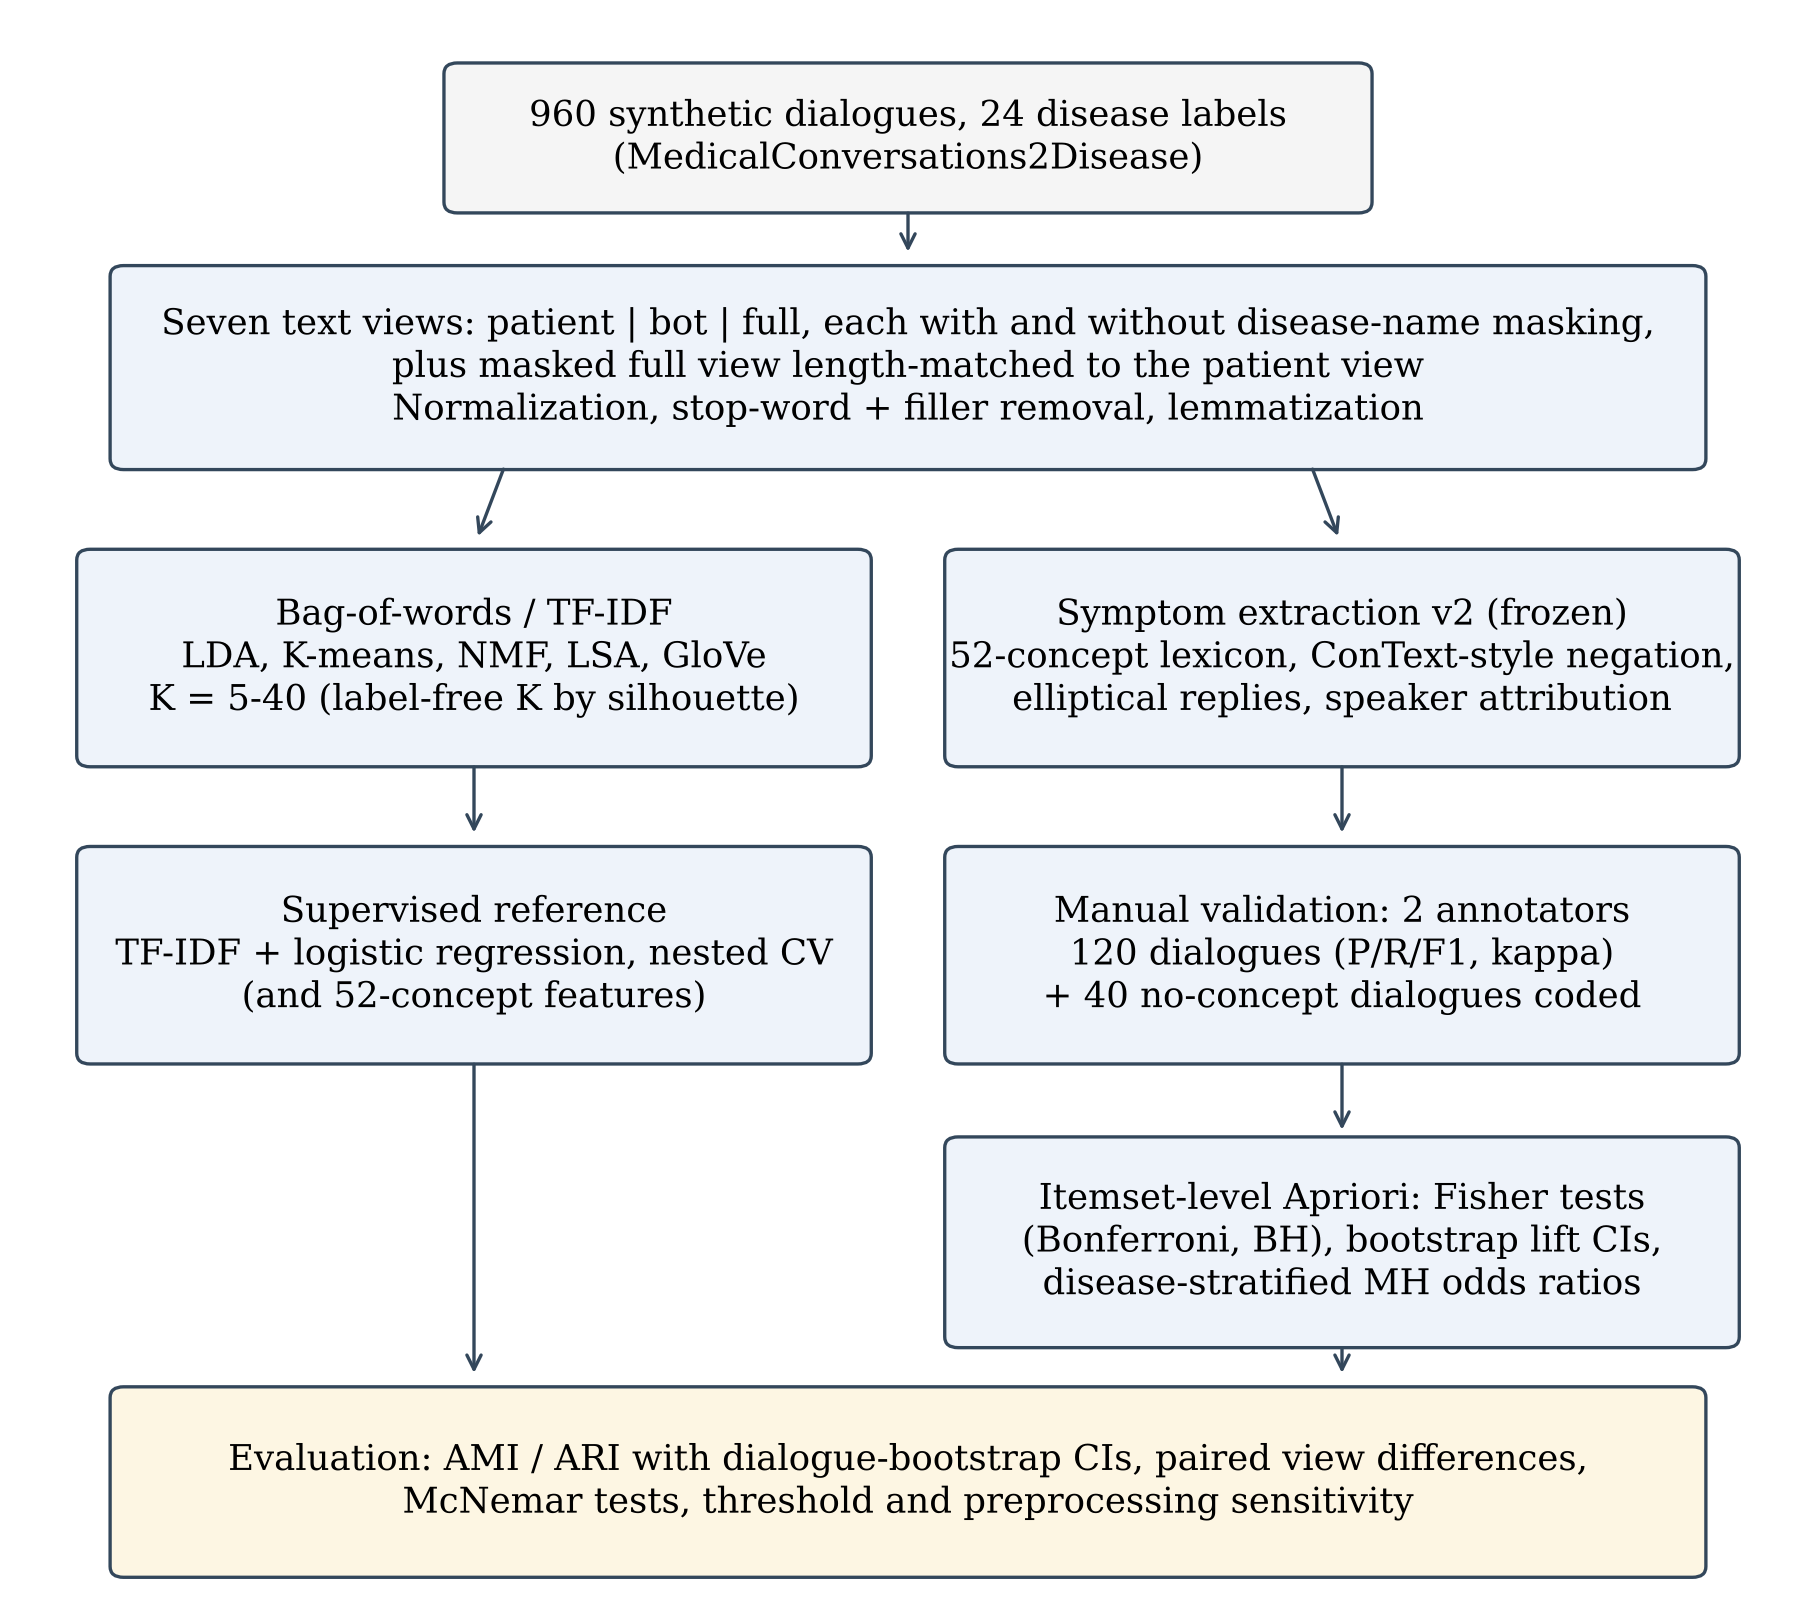 960 synthetic dialogues, 24 disease labels
(MedicalConversations2Disease)
Seven text views: patient | bot | full, each with and without disease-name masking,
plus masked full view length-matched to the patient view
Normalization, stop-word + filler removal, lemmatization
Bag-of-words / TF-IDF
LDA, K-means, NMF, LSA, GloVe
K = 5-40 (label-free K by silhouette)
Symptom extraction v2 (frozen)
52-concept lexicon, ConText-style negation,
elliptical replies, speaker attribution
Supervised reference
TF-IDF + logistic regression, nested CV
(and 52-concept features)
Manual validation: 2 annotators
120 dialogues (P/R/F1, kappa)
+ 40 no-concept dialogues coded
Itemset-level Apriori: Fisher tests
(Bonferroni, BH), bootstrap lift CIs,
disease-stratified MH odds ratios
Evaluation: AMI / ARI with dialogue-bootstrap CIs, paired view differences,
McNemar tests, threshold and preprocessing sensitivity